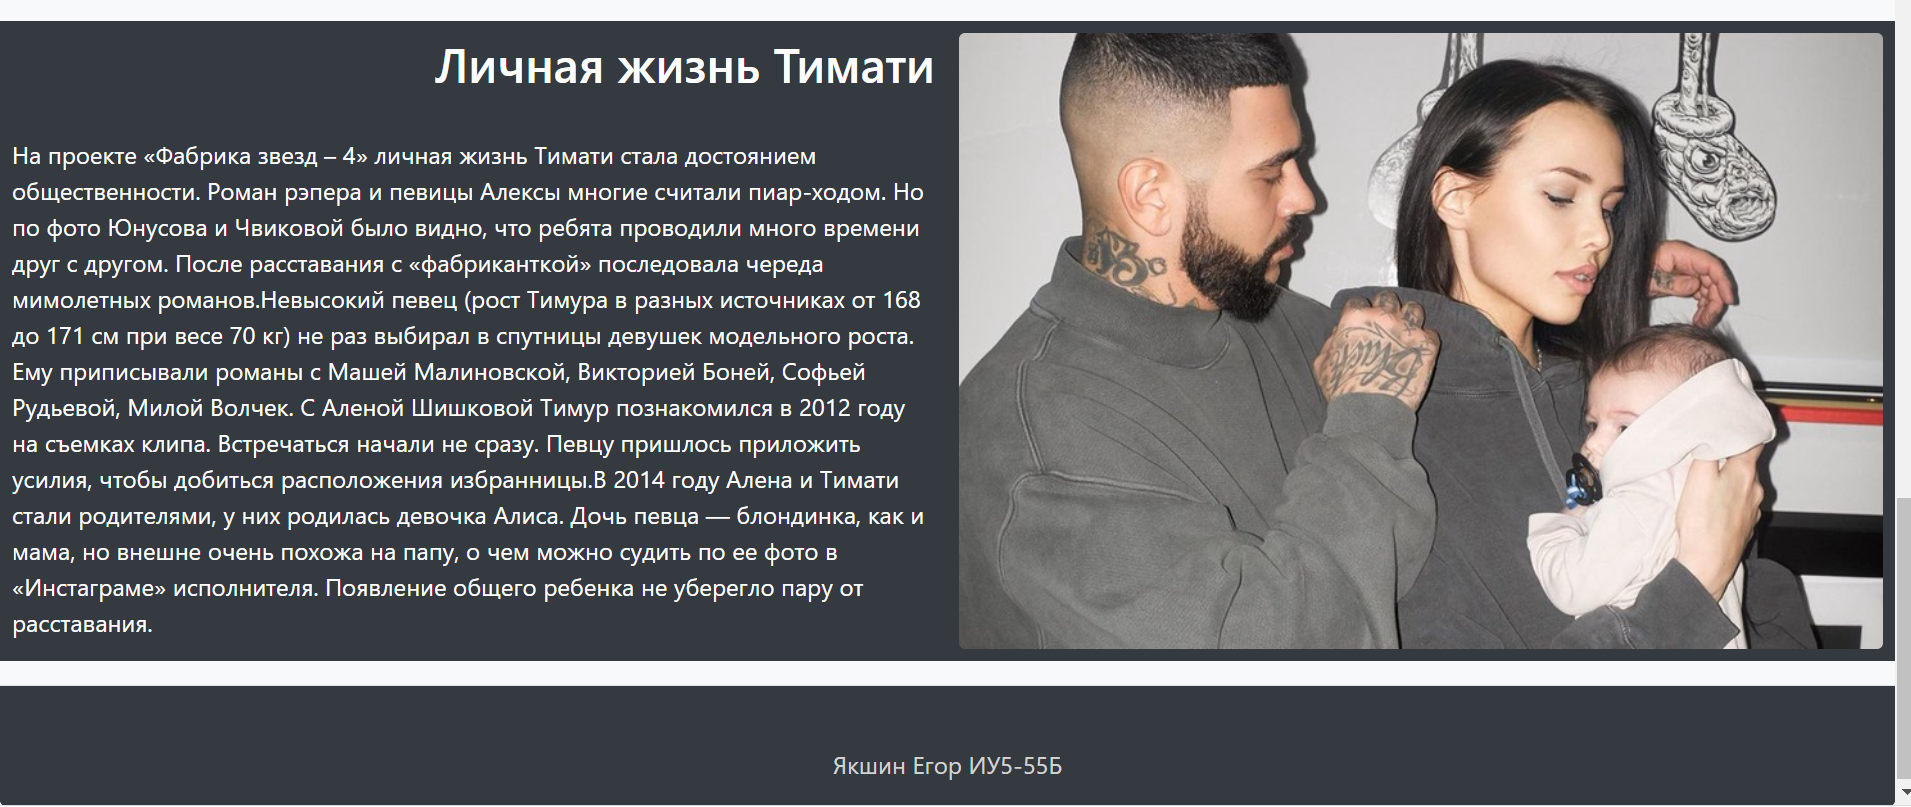 Личная жизнь Тимати
На проекте «Фабрика звезд – 4» личная жизнь Тимати стала достоянием
общественности. Роман рэпера и певицы Алексы многие считали пиар-ходом. Но
по фото Юнусова и Чвиковой было видно, что ребята проводили много времени
друг с другом. После расставания с «фабриканткой» последовала череда
мимолетных романов.Невысокий певец (рост Тимура в разных источниках от 168
до 171 см при весе 70 кг) не раз выбирал в спутницы девушек модельного роста.
Ему приписывали романы с Машей Малиновской, Викторией Боней, Софьей
Рудьевой, Милой Волчек. С Аленой Шишковой Тимур познакомился в 2012 году
на съемках клипа. Встречаться начали не сразу. Певцу пришлось приложить
усилия, чтобы добиться расположения избранницы.В 2014 году Алена и Тимати
стали родителями, у них родилась девочка Алиса. Дочь певца — блондинка, как и
мама, но внешне очень похожа на папу, о чем можно судить по ее фото в
«Инстаграме» исполнителя. Появление общего ребенка не уберегло пару от
расставания.
Якшин Егор ИУ5-55Б